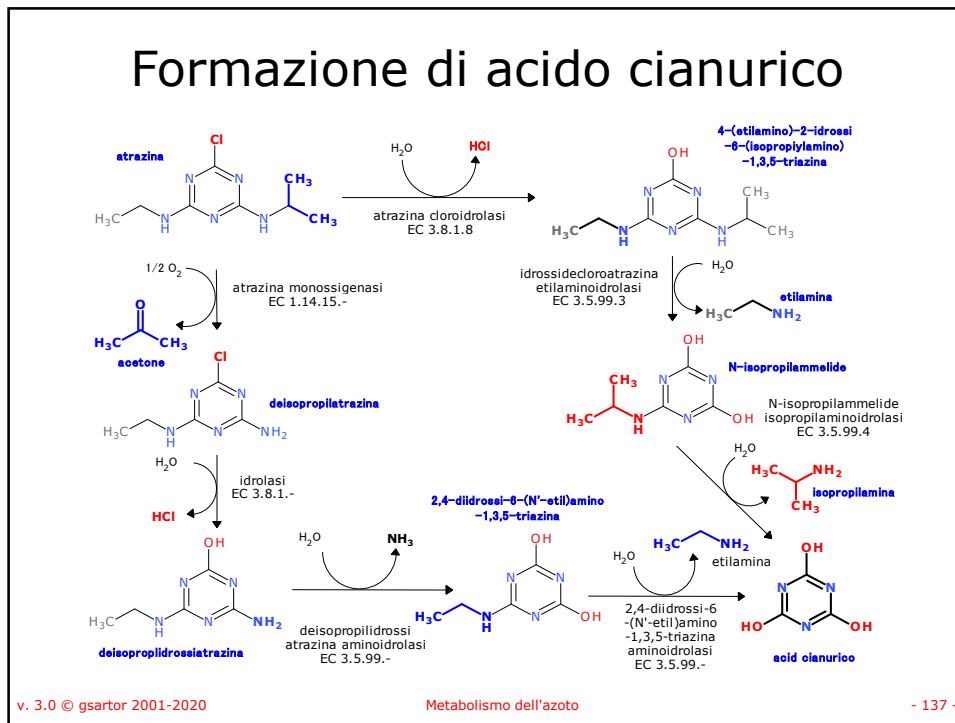 Formazione di acido cianurico
atrazina
Cl
N
N
N
H₃C
N
H
N
H
CH₃
CH₃
H₂O
HCl
atrazina cloroidrolasi
EC 3.8.1.8
4-(etilamino)-2-idrossi
-6-(isopropiylamino)
-1,3,5-triazina
OH
N
N
N
H₃C
N
H
N
H
CH₃
CH₃
1/2 O₂
atrazina monossigenasi
EC 1.14.15.-
O
H₃C
CH₃
acetone
idrossidecloroatrazina
etilaminoidrolasi
EC 3.5.99.3
H₂O
etilamina
H₃C
NH₂
Cl
N
N
N
H₃C
N
H
NH₂
deisopropilatrazina
OH
N
N
N
OH
CH₃
H₃C
N
H
N-isopropilammelide
N-isopropilammelide
isopropilaminoidrolasi
EC 3.5.99.4
H₂O
idrolasi
EC 3.8.1.-
HCl
H₂O
H₃C
NH₂
CH₃
isopropilamina
OH
N
N
N
H₃C
N
H
NH₂
deisoproplidrossiatrazina
H₂O
NH₃
deisopropilidrossi
atrazina aminoidrolasi
EC 3.5.99.-
2,4-diidrossi-6-(N'-etil)amino
-1,3,5-triazina
OH
N
N
N
OH
H₃C
N
H
H₂O
H₃C
NH₂
etilamina
2,4-diidrossi-6
-(N'-etil)amino
-1,3,5-triazina
aminoidrolasi
EC 3.5.99.-
OH
N
N
N
HO
OH
acid cianurico
v. 3.0 © gsartor 2001-2020
Metabolismo dell'azoto
- 137 -